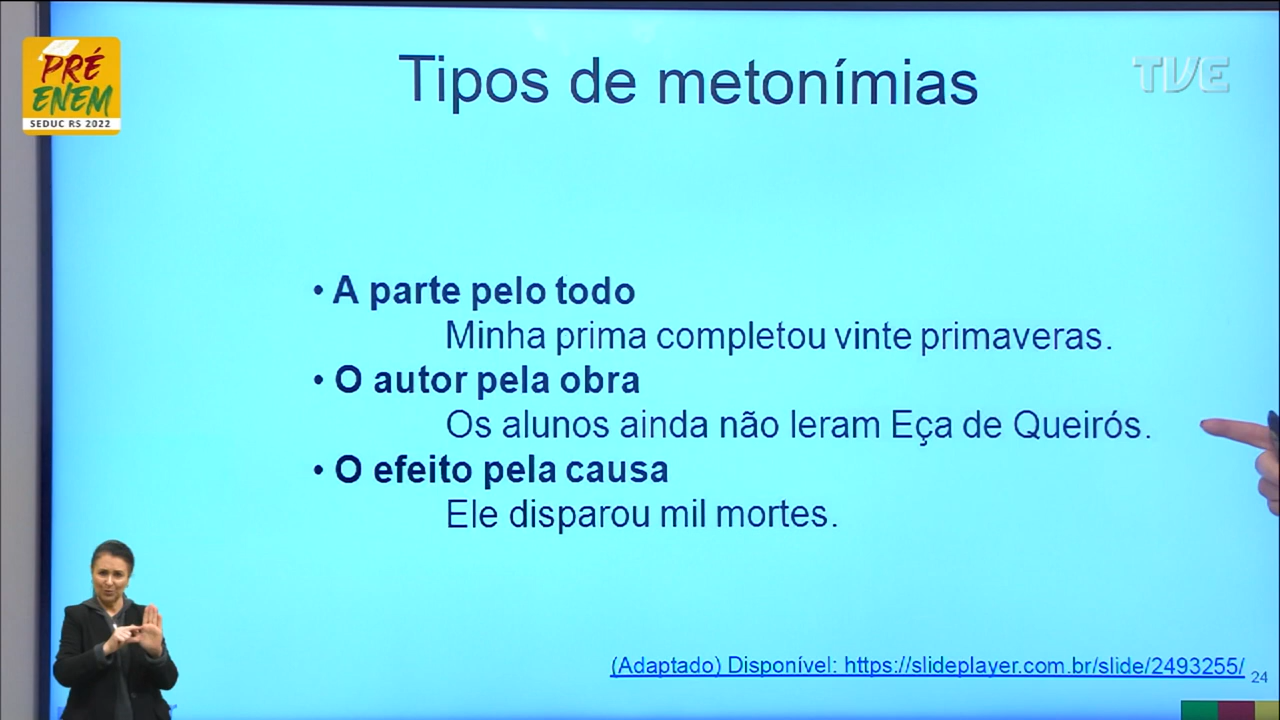 PRÉ
ENEM
SEDUC RS 2022
TVE
Tipos de metonímias
• A parte pelo todo
Minha prima completou vinte primaveras.
• O autor pela obra
Os alunos ainda não leram Eça de Queirós.
• O efeito pela causa
Ele disparou mil mortes.
(Adaptado) Disponível: https://slideplayer.com.br/slide/2493255/
24